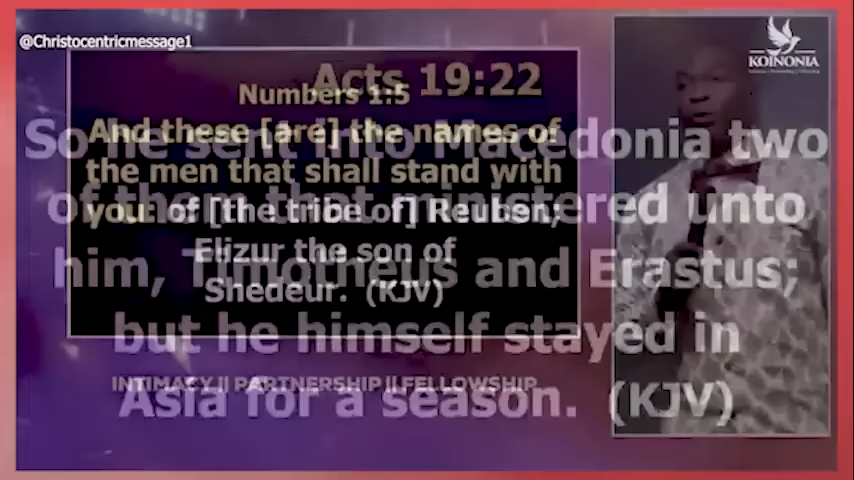 @Christocentricmessage1
KOINONIA
Acts 19:22
So he sent into Macedonia two
of them that ministered unto
him, Timotheus and Erastus;
but he himself stayed in
Asia for a season. (KJV)
Numbers 1:5
And these [are] the names of
the men that shall stand with
you: of [the tribe of] Reuben;
Elizur the son of
Shedeur. (KJV)
INTIMACY || PARTNERSHIP || FELLOWSHIP